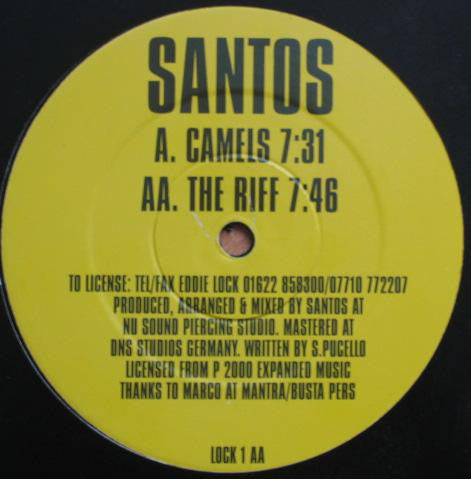 SANTOS
A. CAMELS 7:31
AA. THE RIFF 7:46
TO LICENSE: TEL/FAK EDDIE LOCK 01622 858300/07710 772207
PRODUCED, ARRANGED & MIXED BY SANTOS AT
NU SOUND PIERCING STUDIO. MASTERED AT
DNS STUDIOS GERMANY. WRITTEN BY S.PUCELLO
LICENSED FROM P 2000 EXPANDED MUSIC
THANKS TO MARCO AT MANTRA/BUSTA PERS
LOCK 1 AA